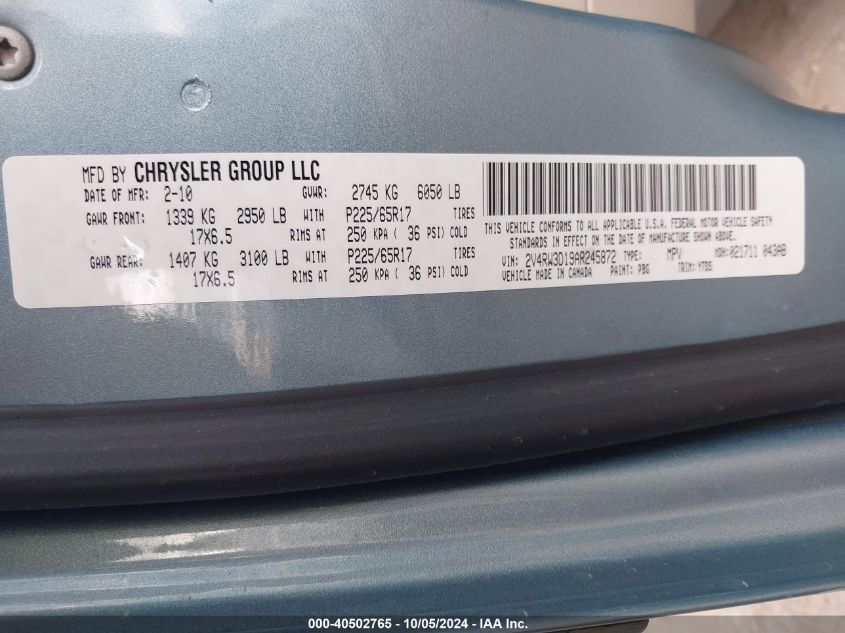 MFD BY CHRYSLER GROUP LLC
DATE OF MFR: 2-10 GVWR: 2745 KG 6050 LB
GAWR FRONT: 1339 KG 2950 LB WITH P225/65R17 TIRES
17X6.5 RIMS AT 250 KPA ( 36 PSI) COLD
GAWR REAR: 1407 KG 3100 LB WITH P225/65R17 TIRES
17X6.5 RIMS AT 250 KPA ( 36 PSI) COLD
THIS VEHICLE CONFORMS TO ALL APPLICABLE U.S.A. FEDERAL MOTOR VEHICLE SAFETY
STANDARDS IN EFFECT ON THE DATE OF MANUFACTURE SHOWN ABOVE.
VIN: 2V4RW3D19AR245872 TYPE: MPV MDH: 021711 043AB
VEHICLE MADE IN CANADA PAINT: PBG TRIM: YTDS
000-40502765 - 10/05/2024 - IAA Inc.